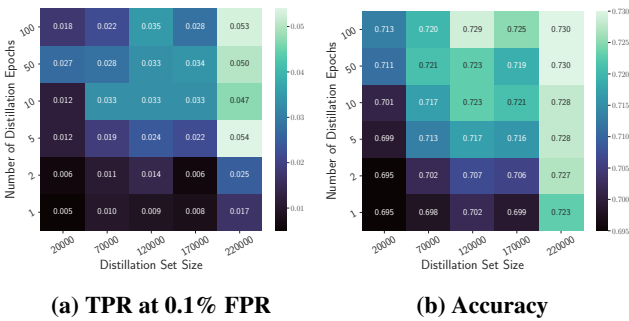 Number of Distillation Epochs
100 0.018 0.022 0.035 0.028 0.053
50 0.027 0.028 0.033 0.034 0.050
10 0.012 0.033 0.033 0.033 0.047
5 0.012 0.019 0.024 0.022 0.054
2 0.006 0.011 0.014 0.006 0.025
1 0.005 0.010 0.009 0.008 0.017
20000 70000 120000 170000 220000
Distillation Set Size
0.05
0.04
0.03
0.02
0.01
(a) TPR at 0.1% FPR
Number of Distillation Epochs
100 0.713 0.720 0.729 0.725 0.730
50 0.711 0.721 0.723 0.719 0.730
10 0.701 0.717 0.723 0.721 0.728
5 0.699 0.713 0.717 0.716 0.728
2 0.695 0.702 0.707 0.706 0.727
1 0.695 0.698 0.702 0.699 0.723
20000 70000 120000 170000 220000
Distillation Set Size
0.730
0.725
0.720
0.715
0.710
0.705
0.700
0.695
(b) Accuracy